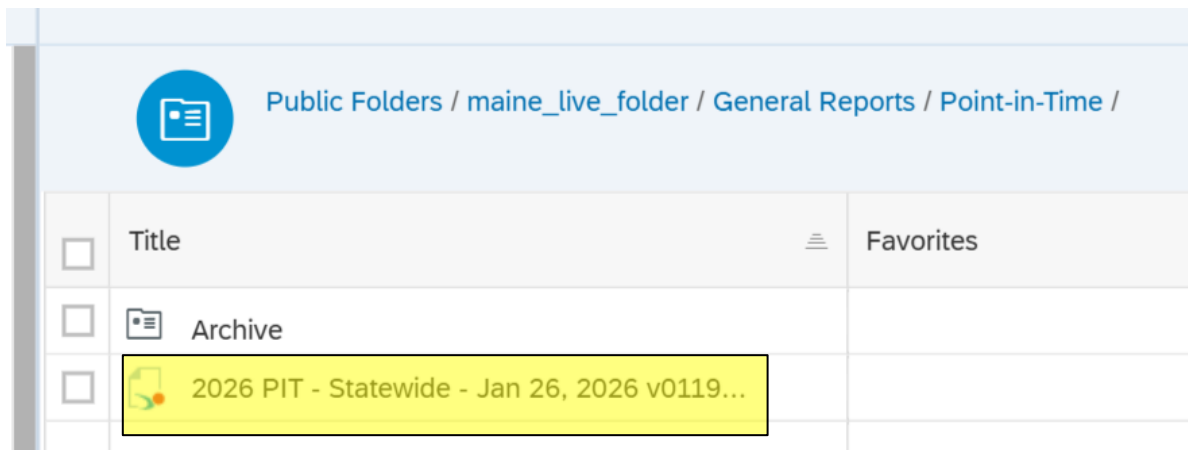 Public Folders / maine_live_folder / General Reports / Point-in-Time /
Title Favorites
Archive
2026 PIT - Statewide - Jan 26, 2026 v0119...